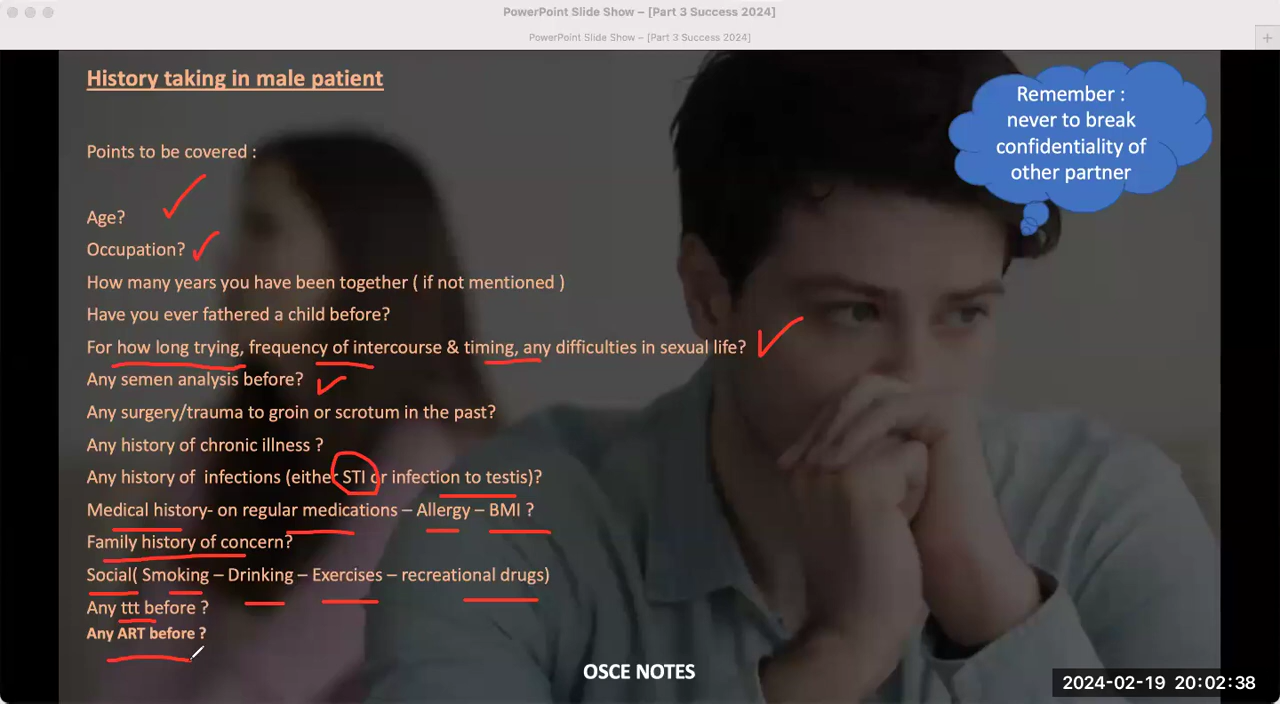 PowerPoint Slide Show – [Part 3 Success 2024]
PowerPoint Slide Show – [Part 3 Success 2024]
History taking in male patient
Remember :
never to break
confidentiality of
other partner
Points to be covered :
Age?
Occupation?
How many years you have been together ( if not mentioned )
Have you ever fathered a child before?
For how long trying, frequency of intercourse & timing, any difficulties in sexual life?
Any semen analysis before?
Any surgery/trauma to groin or scrotum in the past?
Any history of chronic illness ?
Any history of infections (either STI or infection to testis)?
Medical history- on regular medications – Allergy – BMI ?
Family history of concern?
Social( Smoking – Drinking – Exercises – recreational drugs)
Any ttt before ?
Any ART before ?
OSCE NOTES
2024-02-19 20:02:38